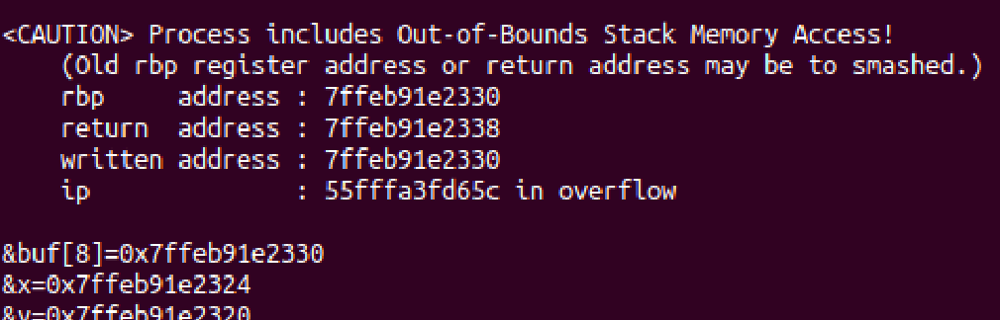 <CAUTION> Process includes Out-of-Bounds Stack Memory Access!
(Old rbp register address or return address may be to smashed.)
rbp address : 7ffeb91e2330
return address : 7ffeb91e2338
written address : 7ffeb91e2330
ip : 55fffa3fd65c in overflow
&buf[8]=0x7ffeb91e2330
&x=0x7ffeb91e2324
&y=0x7ffeb91e2320